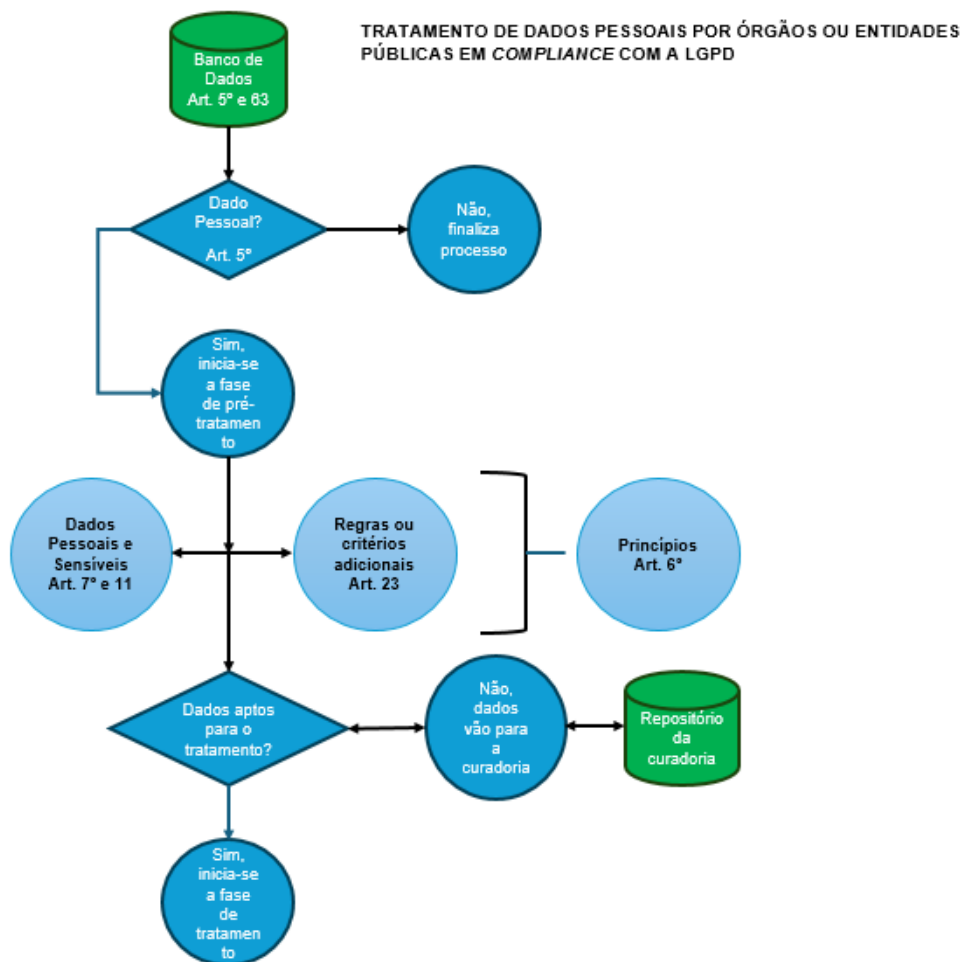 TRATAMENTO DE DADOS PESSOAIS POR ÓRGÃOS OU ENTIDADES
PÚBLICAS EM COMPLIANCE COM A LGPD
Banco de
Dados
Art. 5º e 63
Dado
Pessoal?
Art. 5º
Não,
finaliza
processo
Sim,
inicia-se
a fase
de pré-
tratamen
to
Dados
Pessoais e
Sensíveis
Art. 7º e 11
Regras ou
critérios
adicionais
Art. 23
Princípios
Art. 6º
Dados aptos
para o
tratamento?
Não,
dados
vão para
a
curadoria
Repositório
da
curadoria
Sim,
inicia-se
a fase
de
tratamen
to